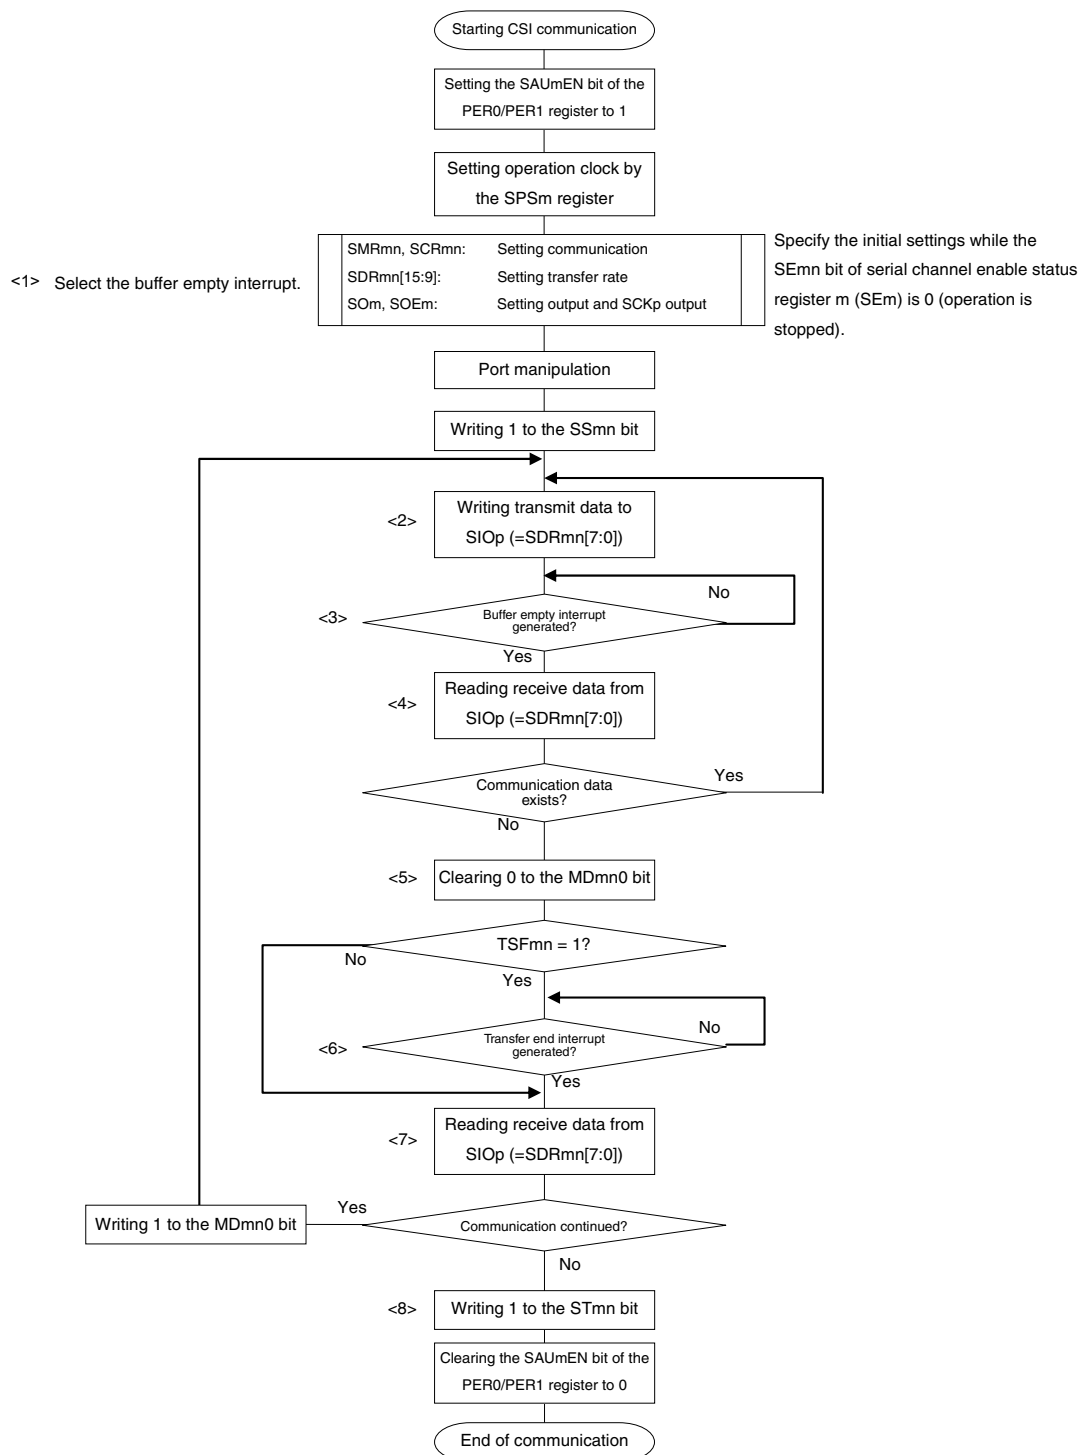 Starting CSI communication
Setting the SAUmEN bit of the
PER0/PER1 register to 1
Setting operation clock by
the SPSm register
<1> Select the buffer empty interrupt.
SMRmn, SCRmn: Setting communication
SDRmn[15:9]: Setting transfer rate
SOm, SOEm: Setting output and SCKp output
Specify the initial settings while the
SEmn bit of serial channel enable status
register m (SEm) is 0 (operation is
stopped).
Port manipulation
Writing 1 to the SSmn bit
<2>
Writing transmit data to
SIOp (=SDRmn[7:0])
No
<3>
Buffer empty interrupt
generated?
Yes
<4>
Reading receive data from
SIOp (=SDRmn[7:0])
Yes
Communication data
exists?
No
<5>
Clearing 0 to the MDmn0 bit
TSFmn = 1?
No
Yes
No
<6>
Transfer end interrupt
generated?
Yes
<7>
Reading receive data from
SIOp (=SDRmn[7:0])
Yes
Writing 1 to the MDmn0 bit
Communication continued?
No
<8>
Writing 1 to the STmn bit
Clearing the SAUmEN bit of the
PER0/PER1 register to 0
End of communication